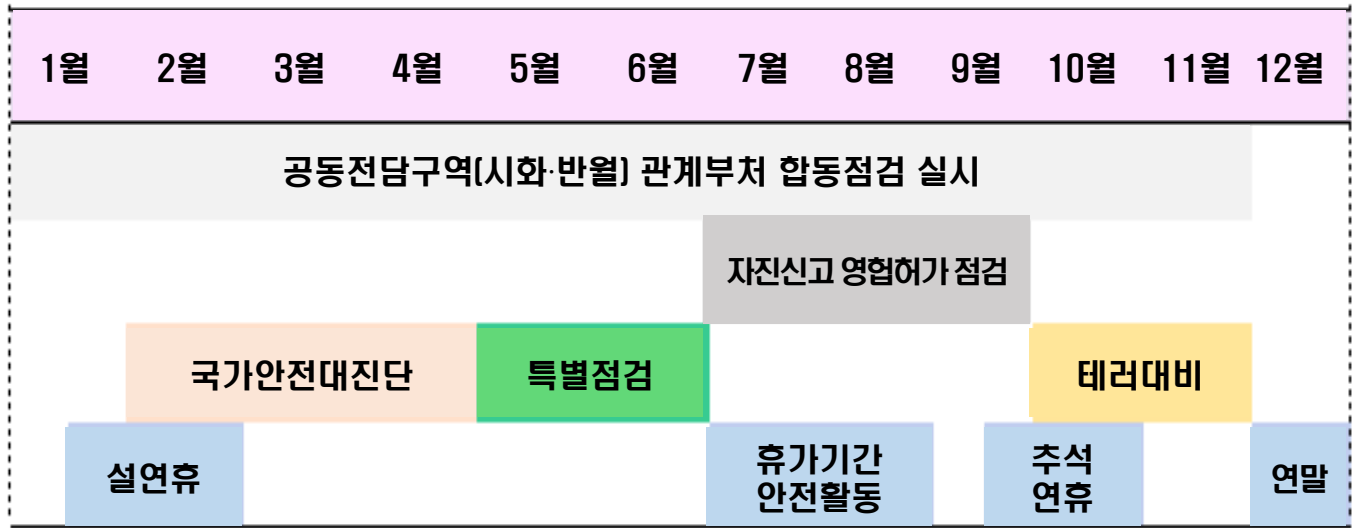 1월 2월 3월 4월 5월 6월 7월 8월 9월 10월 11월 12월
공동전담구역(시화·반월) 관계부처 합동점검 실시
자진신고 영헙허가 점검
국가안전대진단 특별점검 테러대비
설연휴
휴가기간
안전활동
추석
연휴
연말